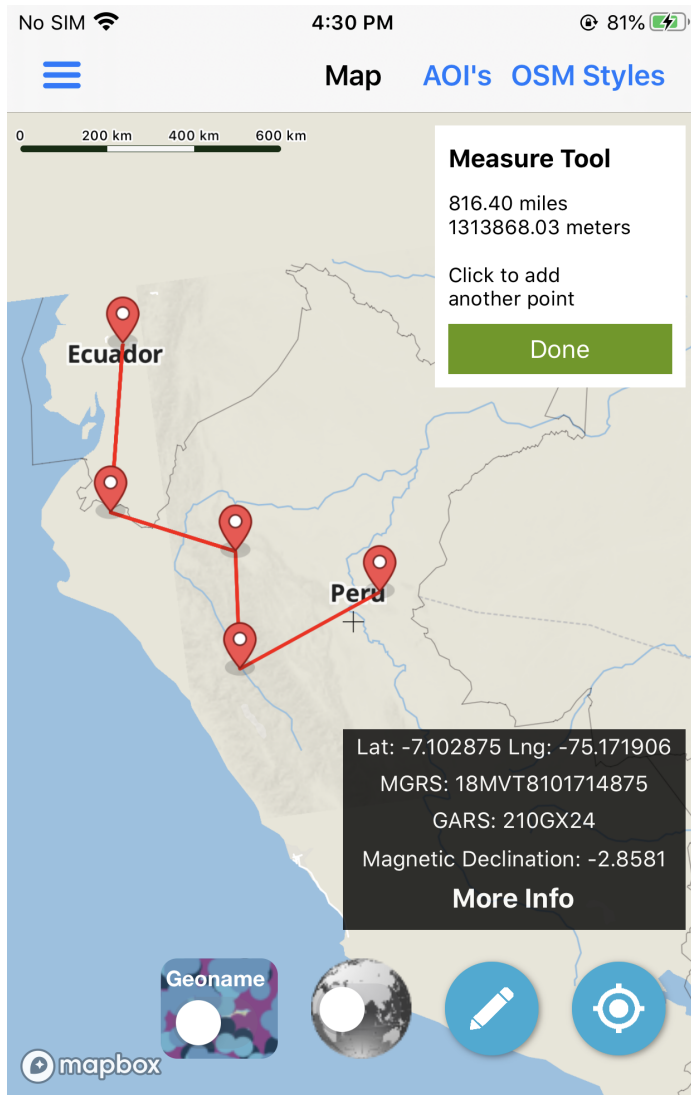 No SIM 4:30 PM 81%
Map AOI's OSM Styles
0 200 km 400 km 600 km
Measure Tool
816.40 miles
1313868.03 meters
Click to add
another point
Done
Ecuador
Peru
Lat: -7.102875 Lng: -75.171906
MGRS: 18MVT8101714875
GARS: 210GX24
Magnetic Declination: -2.8581
More Info
Geoname
mapbox